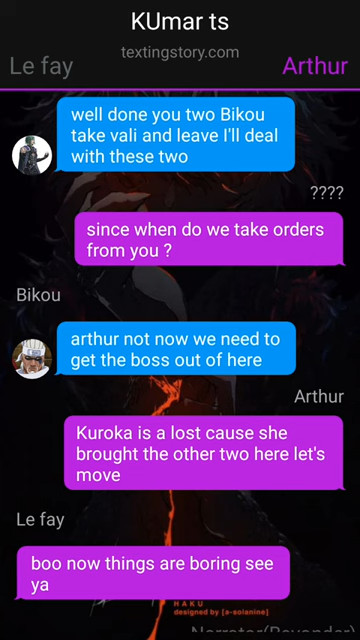 KUmar ts
textingstory.com
Le fay
Arthur
well done you two Bikou
take vali and leave I'll deal
with these two
????
since when do we take orders
from you ?
Bikou
arthur not now we need to
get the boss out of here
Arthur
Kuroka is a lost cause she
brought the other two here let's
move
Le fay
boo now things are boring see
ya
HAKU
designed by [a-solanine]